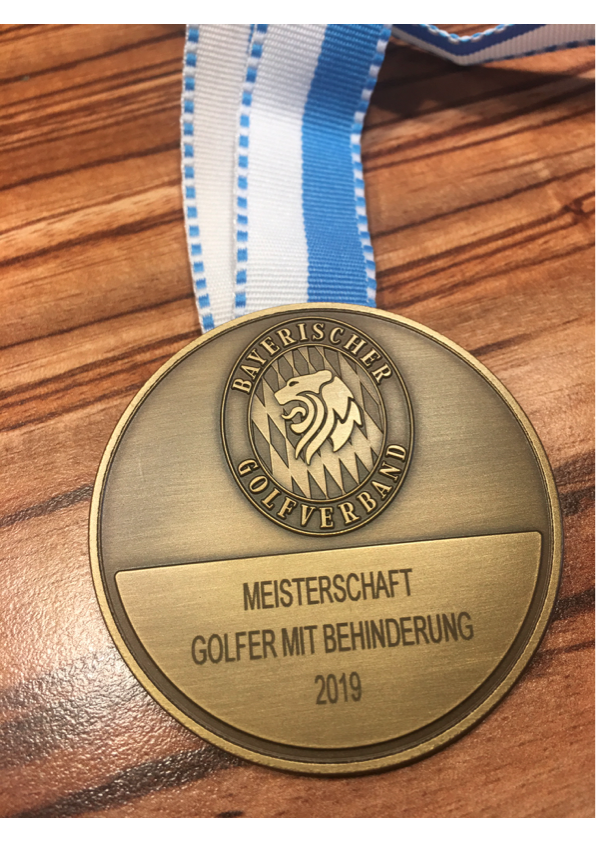 BAYERISCHER
GOLFVERBAND
MEISTERSCHAFT
GOLFER MIT BEHINDERUNG
2019